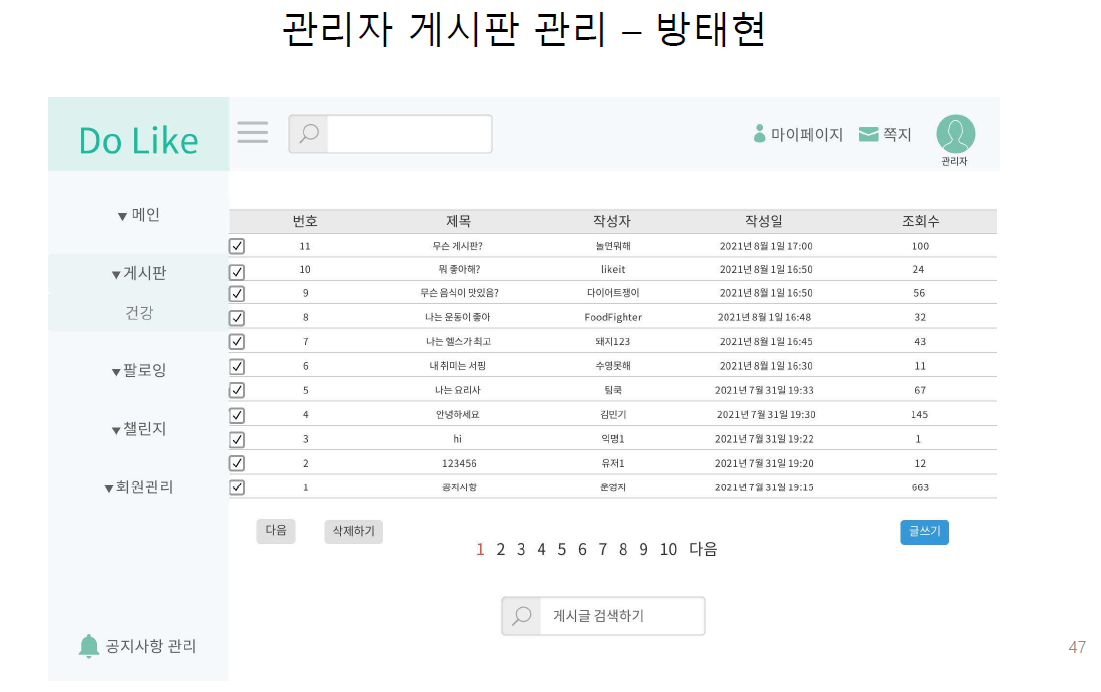 관리자 게시판 관리 – 방태현
Do Like
마이페이지 쪽지
관리자
▼ 메인
▼게시판
건강
▼팔로잉
▼챌린지
▼회원관리
공지사항 관리
번호 제목 작성자 작성일 조회수
11 무슨 게시판? 놀면뭐해 2021년 8월 1일 17:00 100
10 뭐 좋아해? likeit 2021년 8월 1일 16:50 24
9 무슨 음식이 맛있음? 다이어트쟁이 2021년 8월 1일 16:50 56
8 나는 운동이 좋아 FoodFighter 2021년 8월 1일 16:48 32
7 나는 헬스가 최고 돼지123 2021년 8월 1일 16:45 43
6 내 취미는 서핑 수영못해 2021년 8월 1일 16:30 11
5 나는 요리사 팀쿡 2021년 7월 31일 19:33 67
4 안녕하세요 김민기 2021년 7월 31일 19:30 145
3 hi 익명1 2021년 7월 31일 19:22 1
2 123456 유저1 2021년 7월 31일 19:20 12
1 공지사항 운영자 2021년 7월 31일 19:15 663
다음 삭제하기 글쓰기
1 2 3 4 5 6 7 8 9 10 다음
게시글 검색하기
47